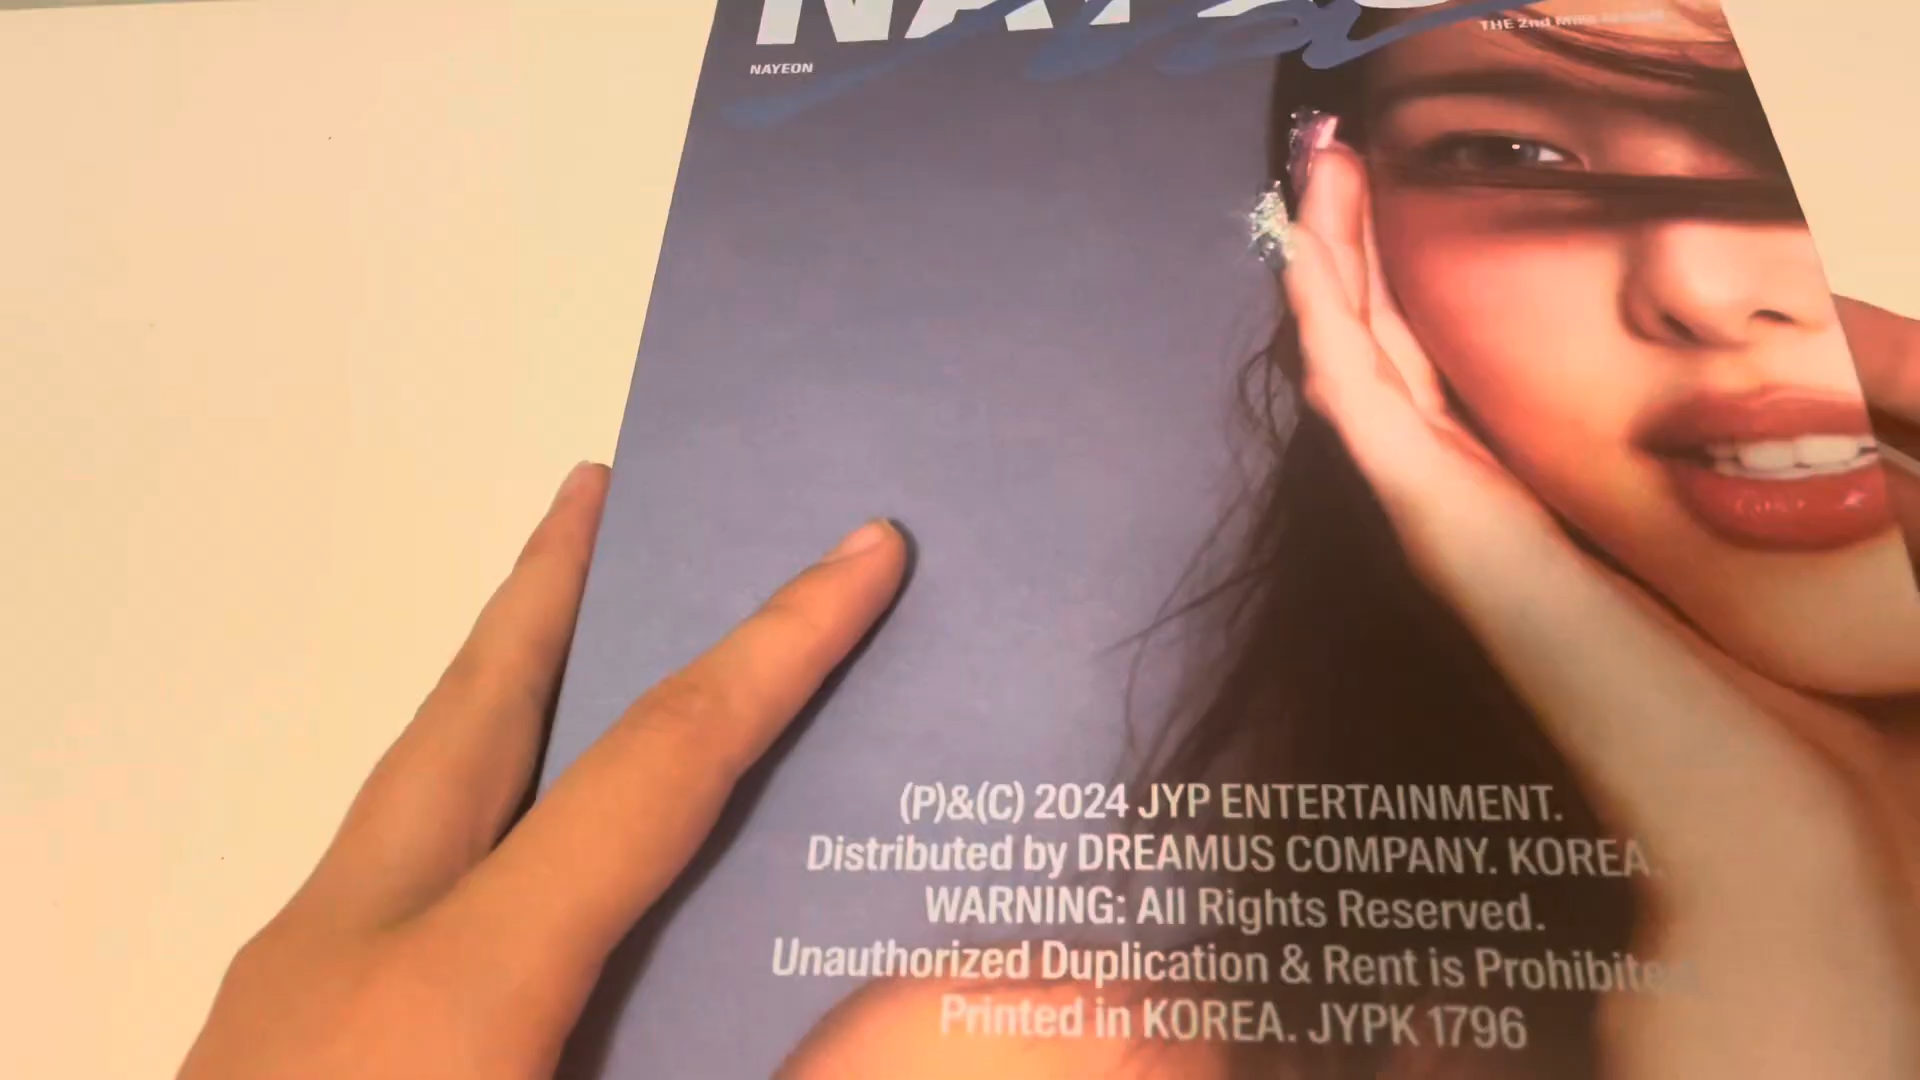 NAYEON
THE 2nd Mini Album
(P)&(C) 2024 JYP ENTERTAINMENT.
Distributed by DREAMUS COMPANY. KOREA.
WARNING: All Rights Reserved.
Unauthorized Duplication & Rent is Prohibited
Printed in KOREA. JYPK 1796